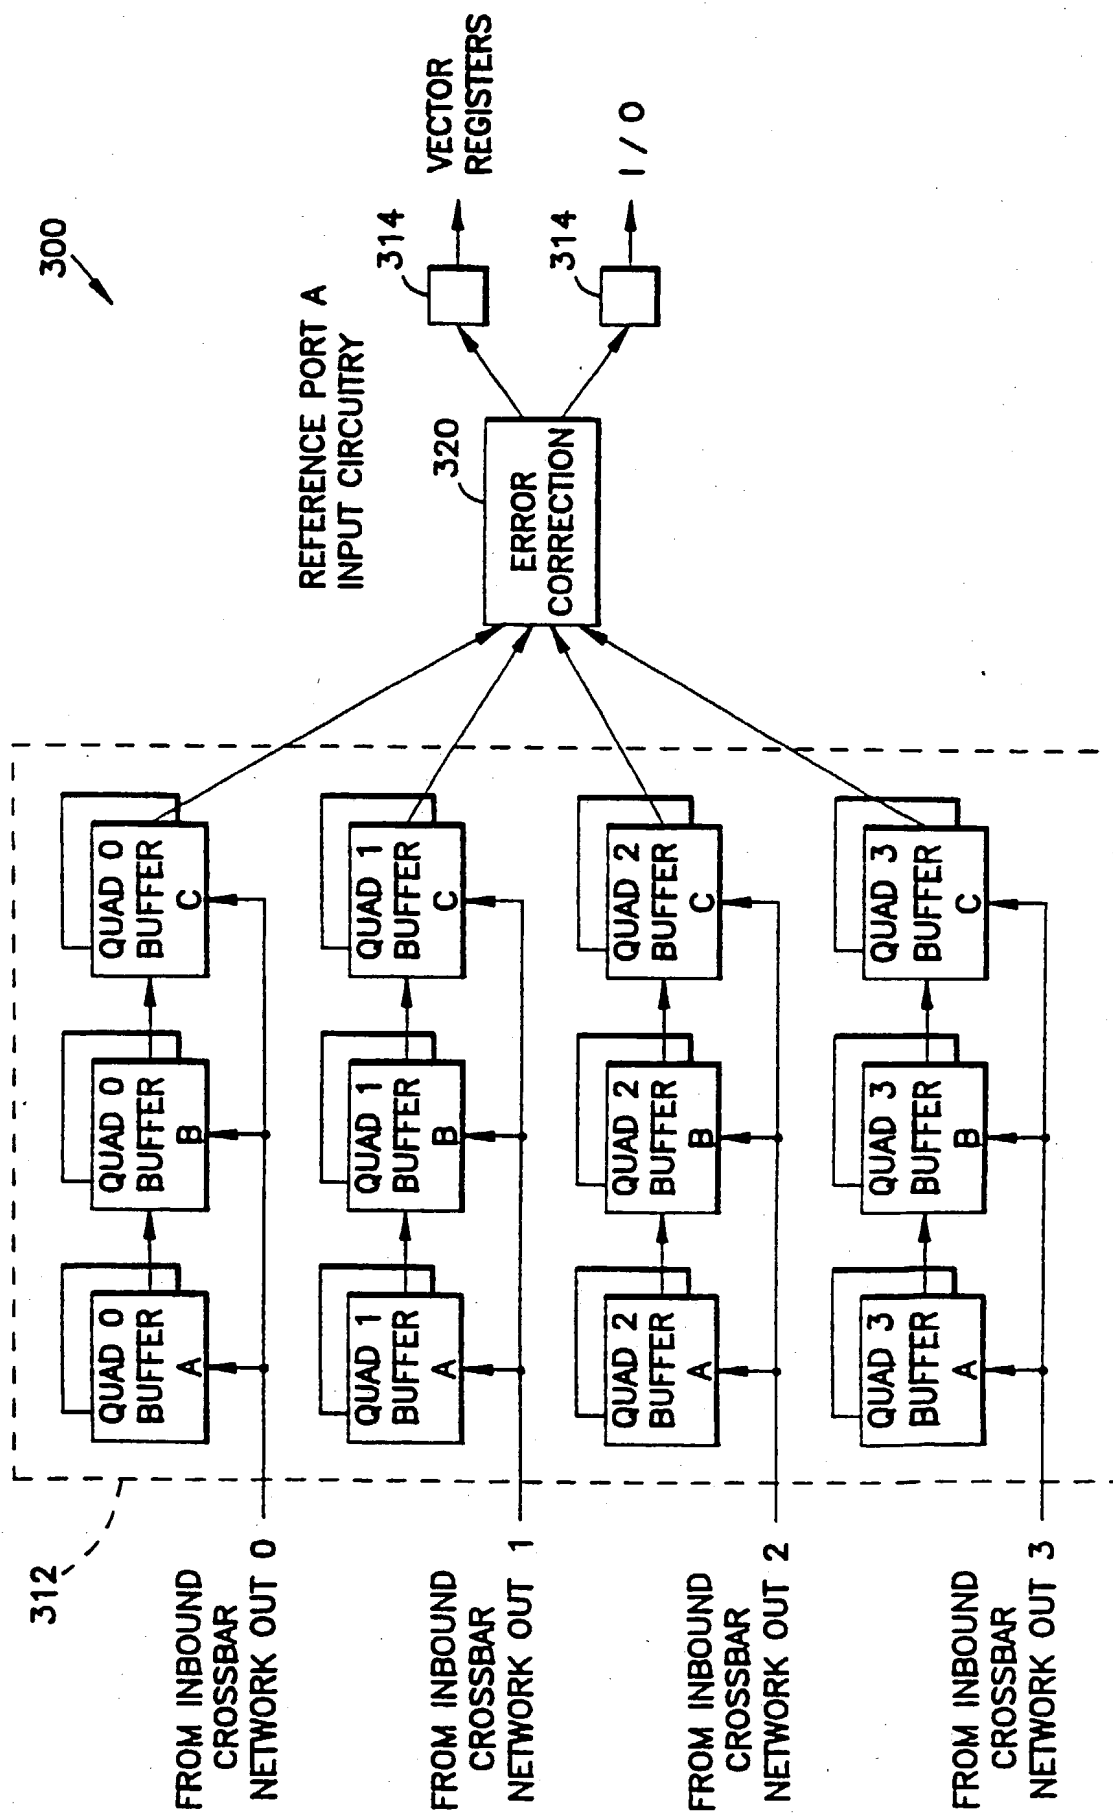 300
REFERENCE PORT A
INPUT CIRCUITRY
312
FROM INBOUND
CROSSBAR
NETWORK OUT 0
QUAD 0
BUFFER
A
QUAD 0
BUFFER
B
QUAD 0
BUFFER
C
FROM INBOUND
CROSSBAR
NETWORK OUT 1
QUAD 1
BUFFER
A
QUAD 1
BUFFER
B
QUAD 1
BUFFER
C
FROM INBOUND
CROSSBAR
NETWORK OUT 2
QUAD 2
BUFFER
A
QUAD 2
BUFFER
B
QUAD 2
BUFFER
C
FROM INBOUND
CROSSBAR
NETWORK OUT 3
QUAD 3
BUFFER
A
QUAD 3
BUFFER
B
QUAD 3
BUFFER
C
320
ERROR
CORRECTION
314
VECTOR
REGISTERS
314
I / O